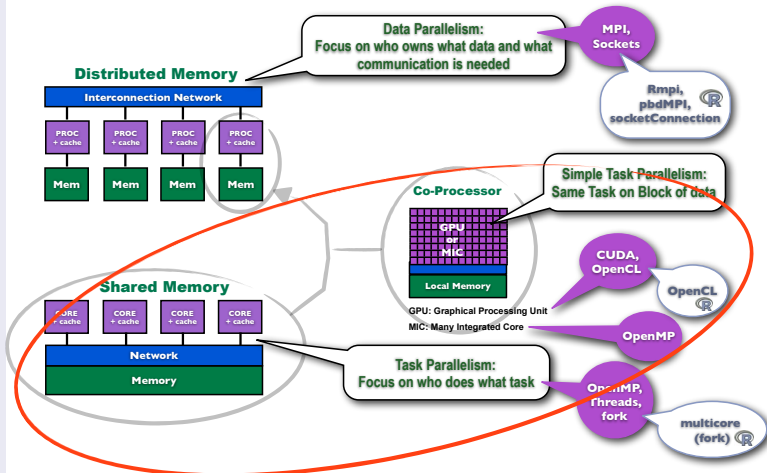 Data Parallelism:
Focus on who owns what data and what
communication is needed
MPI,
Sockets
Rmpi,
pbdMPI,
socketConnection
R
Distributed Memory
Interconnection Network
PROC
+ cache
PROC
+ cache
PROC
+ cache
PROC
+ cache
Mem
Mem
Mem
Mem
Simple Task Parallelism:
Same Task on Block of data
Co-Processor
GPU
or
MIC
Local Memory
GPU: Graphical Processing Unit
MIC: Many Integrated Core
CUDA,
OpenCL
OpenCL
R
OpenMP
Shared Memory
CORE
+ cache
CORE
+ cache
CORE
+ cache
CORE
+ cache
Network
Memory
Task Parallelism:
Focus on who does what task
OpenMP,
Threads,
fork
multicore
(fork) R